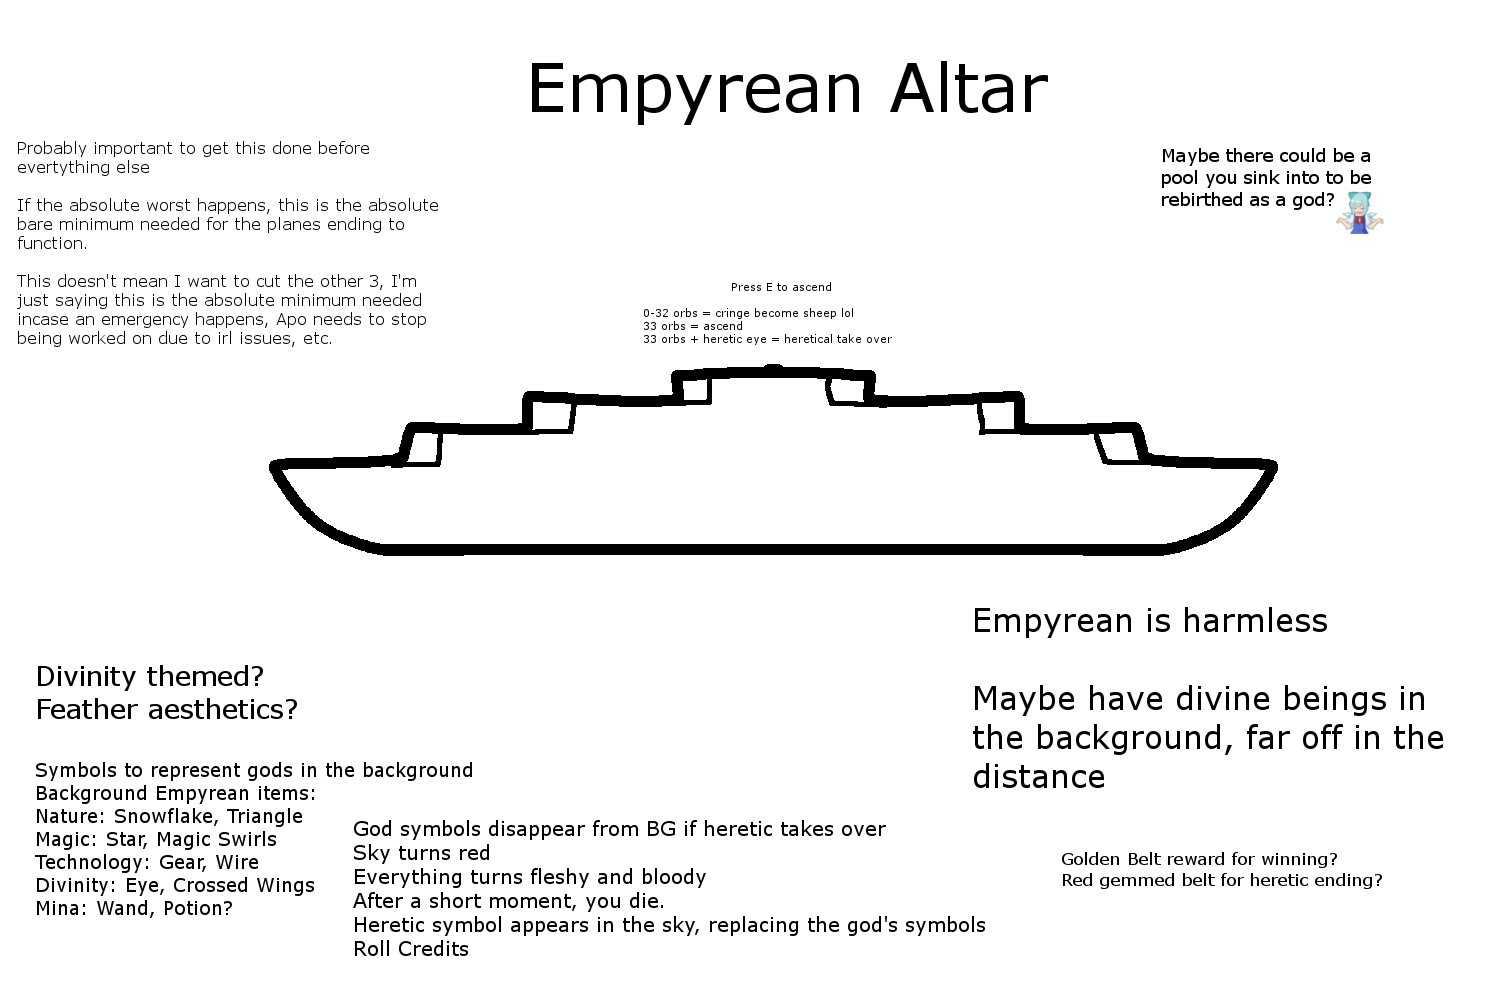 Empyrean Altar
Probably important to get this done before
evertything else
If the absolute worst happens, this is the absolute
bare minimum needed for the planes ending to
function.
This doesn't mean I want to cut the other 3, I'm
just saying this is the absolute minimum needed
incase an emergency happens, Apo needs to stop
being worked on due to irl issues, etc.
Maybe there could be a
pool you sink into to be
rebirthed as a god?
Press E to ascend
0-32 orbs = cringe become sheep lol
33 orbs = ascend
33 orbs + heretic eye = heretical take over
Empyrean is harmless
Maybe have divine beings in
the background, far off in the
distance
Divinity themed?
Feather aesthetics?
Symbols to represent gods in the background
Background Empyrean items:
Nature: Snowflake, Triangle
Magic: Star, Magic Swirls
Technology: Gear, Wire
Divinity: Eye, Crossed Wings
Mina: Wand, Potion?
God symbols disappear from BG if heretic takes over
Sky turns red
Everything turns fleshy and bloody
After a short moment, you die.
Heretic symbol appears in the sky, replacing the god's symbols
Roll Credits
Golden Belt reward for winning?
Red gemmed belt for heretic ending?